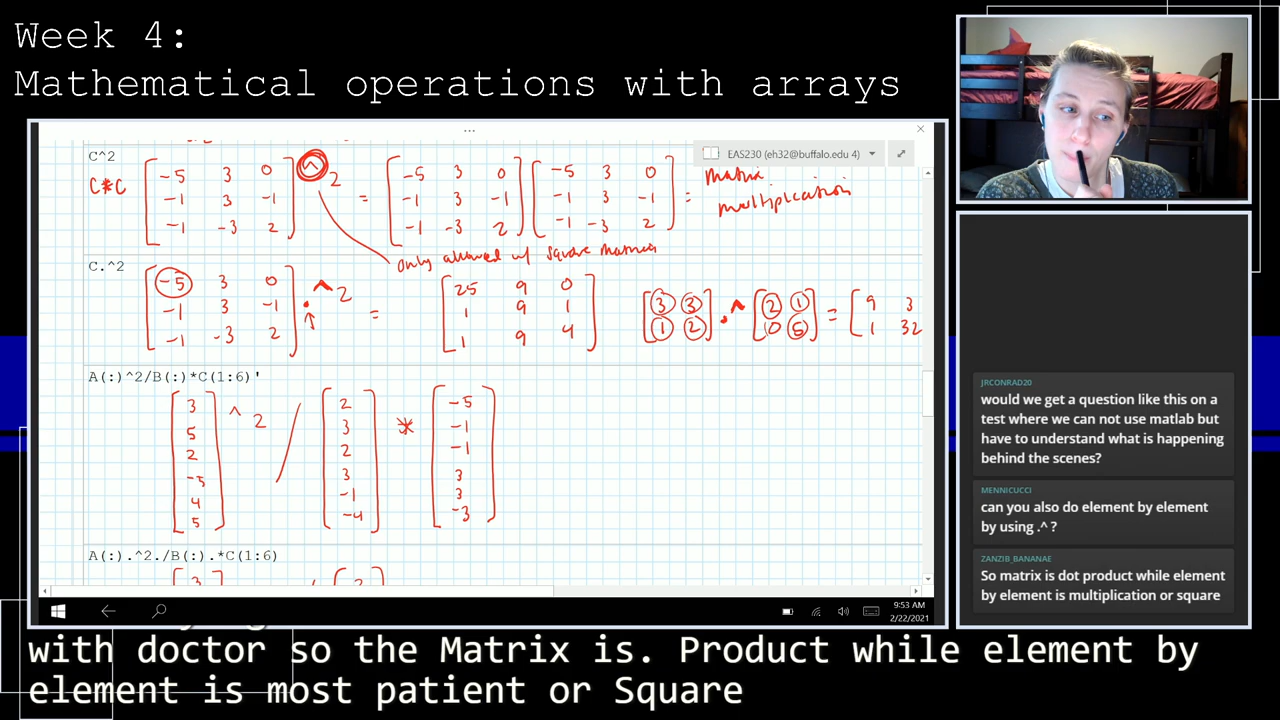 Week 4:
Mathematical operations with arrays
EAS230 (eh32@buffalo.edu 4)
C^2
C*C
-5 3 0
-1 3 -1
-1 -3 2
^ 2 =
-5 3 0
-1 3 -1
-1 -3 2
-5 3 0
-1 3 -1
-1 -3 2
= matrix
multiplication
only allowed w/ square matrices
C.^2
-5 3 0
-1 3 -1
-1 -3 2
.^ 2 =
25 9 0
1 9 1
1 9 4
3 3
1 2
.^
2 1
0 5
=
9 3
1 32
A(:)^2/B(:)*C(1:6)'
3
5
2
-5
4
5
^ 2 /
2
3
2
3
-1
-4
*
-5
-1
-1
3
3
-3
A(:).^2./B(:).*C(1:6)
9:53 AM
2/22/2021
JRCONRAD20
would we get a question like this on a
test where we can not use matlab but
have to understand what is happening
behind the scenes?
MENNICUCCI
can you also do element by element
by using .^ ?
ZANZIB_BANANAE
So matrix is dot product while element
by element is multiplication or square
with doctor so the Matrix is. Product while element by
element is most patient or Square